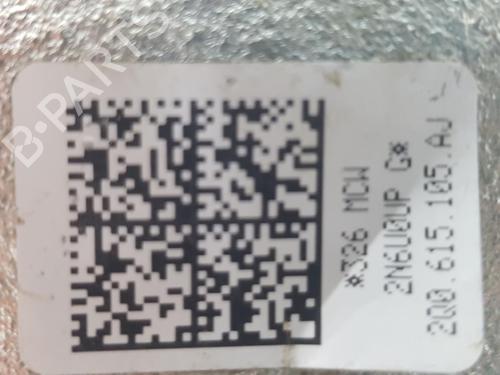 *326 MCW
2N6U0UP G*
2Q0.615.105.AJ
B-PARTS